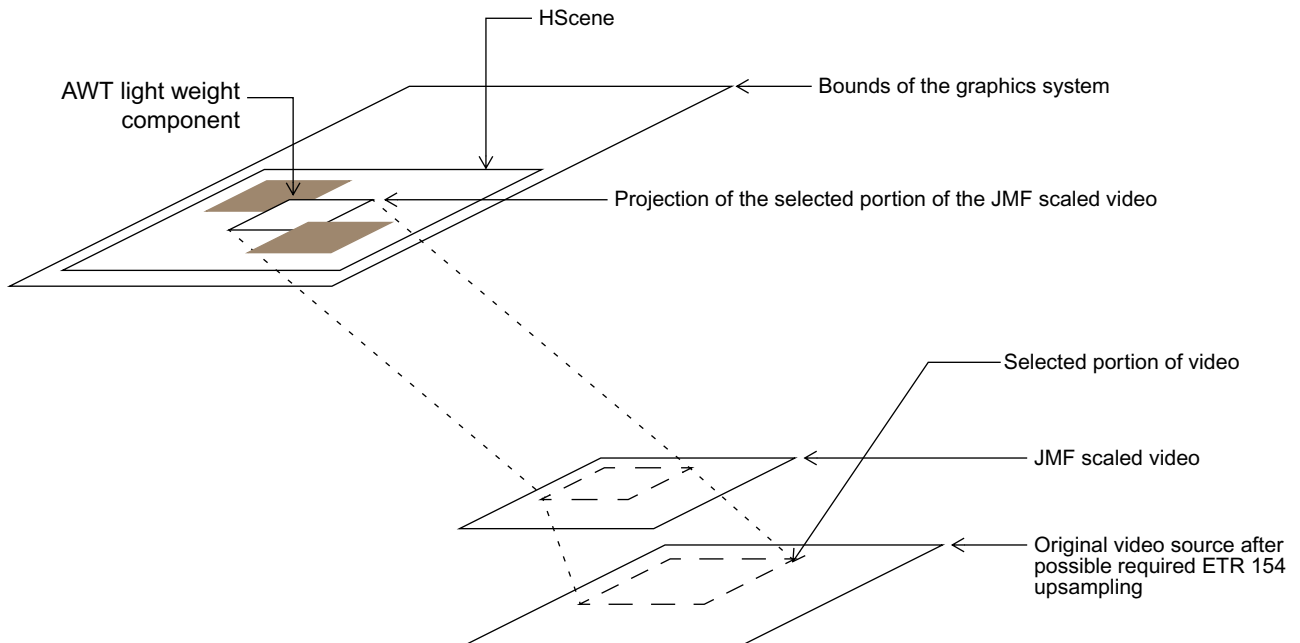 HScene
AWT light weight
component
Bounds of the graphics system
Projection of the selected portion of the JMF scaled video
Selected portion of video
JMF scaled video
Original video source after
possible required ETR 154
upsampling